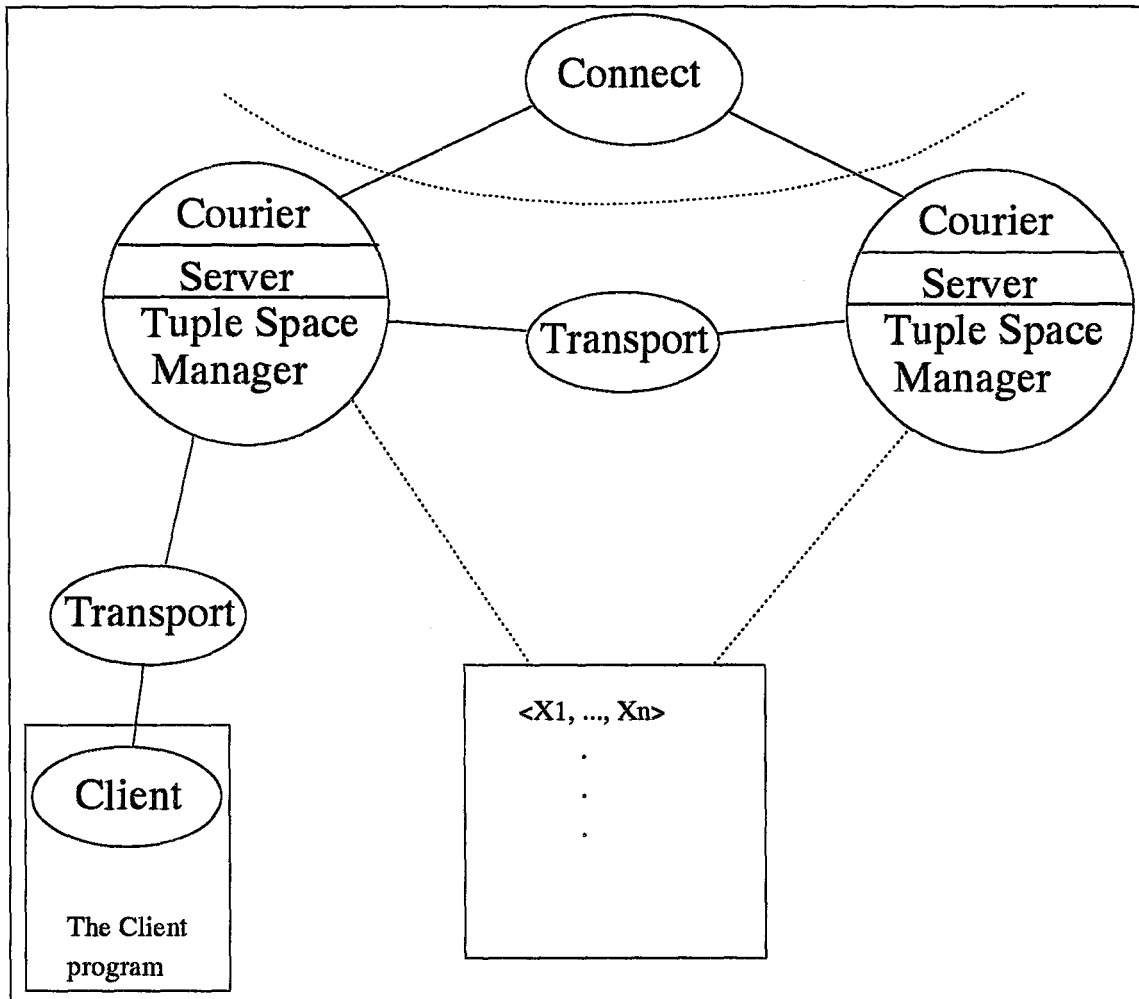 Connect
Courier
Server
Tuple Space
Manager
Transport
Courier
Server
Tuple Space
Manager
Transport
Client
The Client
program
<X1, ..., Xn>
.
.
.